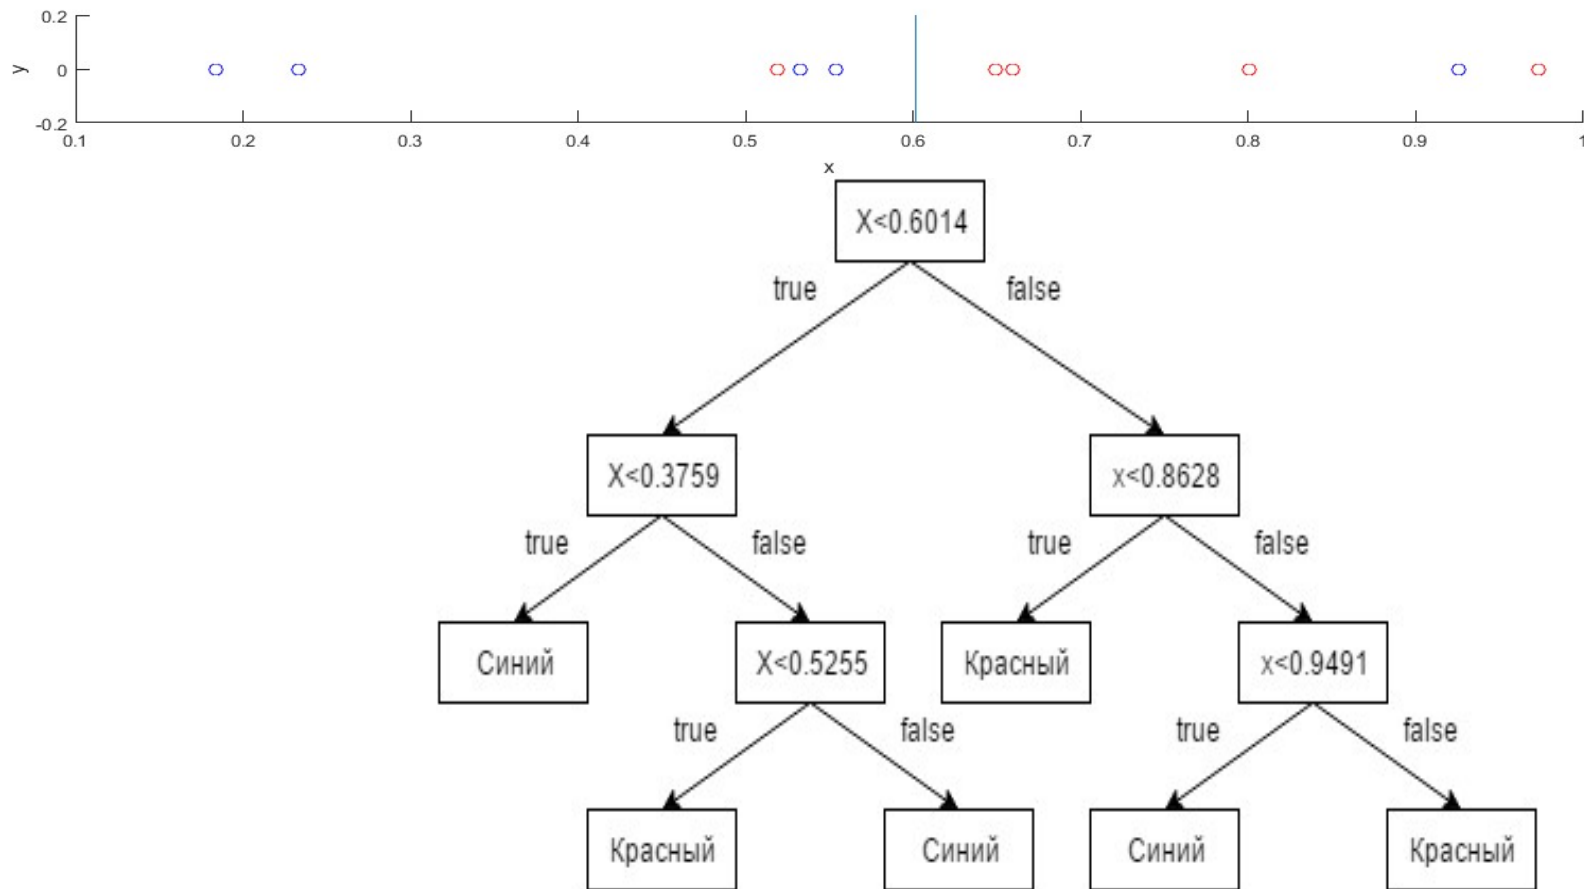 0.2
y
0
-0.2
0.1 0.2 0.3 0.4 0.5 0.6 0.7 0.8 0.9 1
x
X<0.6014
true false
X<0.3759 x<0.8628
true false true false
Синий X<0.5255 Красный x<0.9491
true false true false
Красный Синий Синий Красный